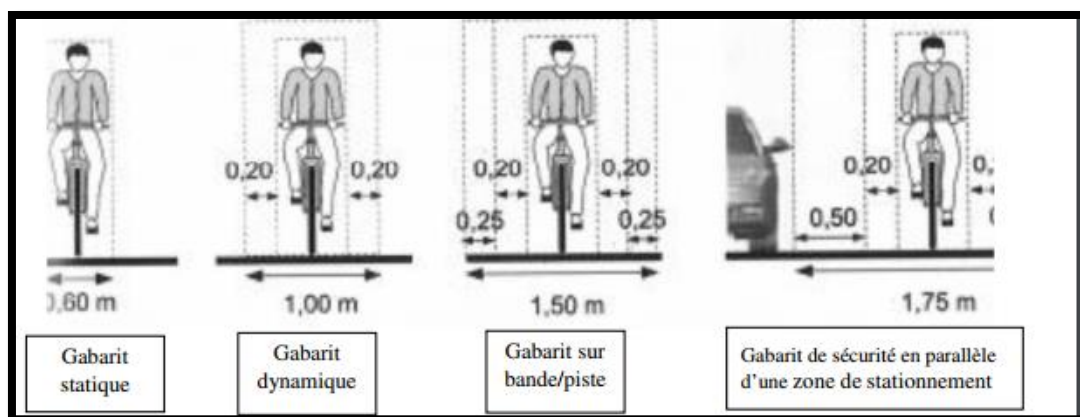 0,20
0,20
0,20
0,20
0,20
0,25
0,25
0,50
0,60 m
1,00 m
1,50 m
1,75 m
Gabarit
statique
Gabarit
dynamique
Gabarit sur
bande/piste
Gabarit de sécurité en parallèle
d’une zone de stationnement